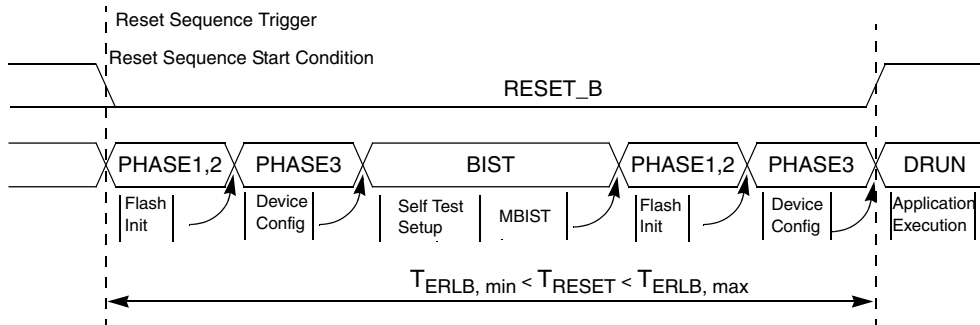 Reset Sequence Trigger
Reset Sequence Start Condition
RESET_B
PHASE1,2 PHASE3 BIST PHASE1,2 PHASE3 DRUN
Flash Init
Device Config
Self Test Setup
MBIST
Flash Init
Device Config
Application Execution
TERLB, min < TRESET < TERLB, max